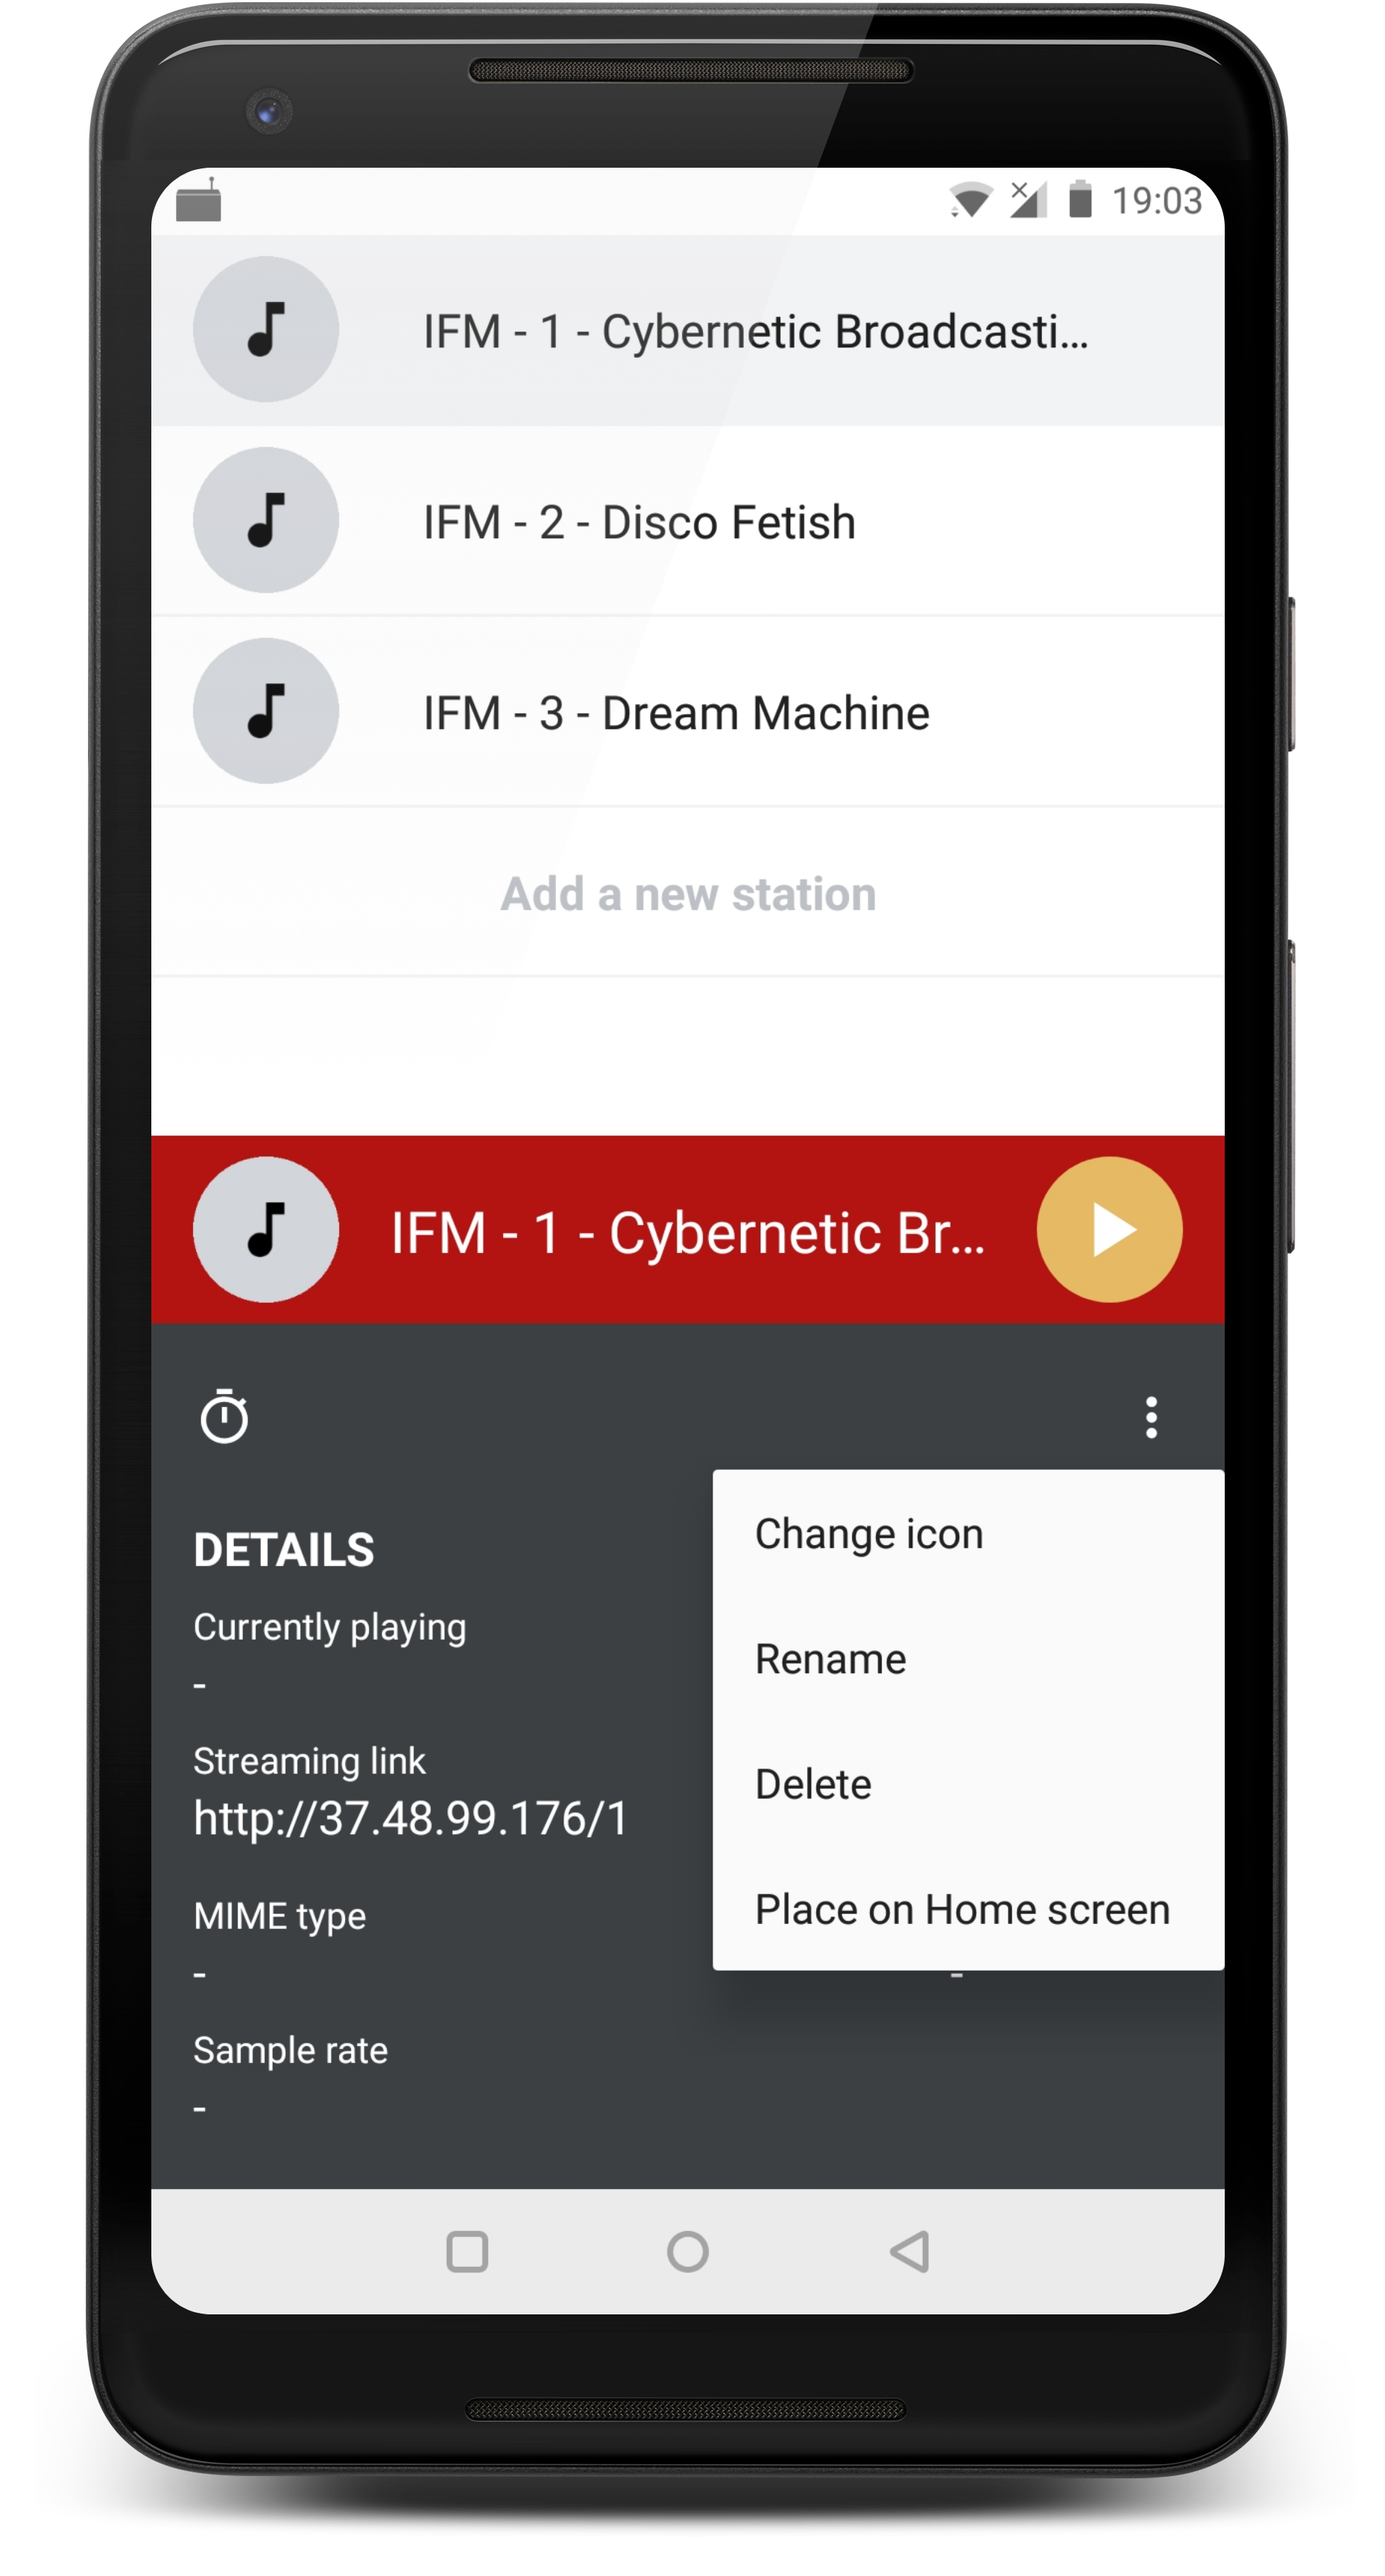 19:03
IFM - 1 - Cybernetic Broadcasti...
IFM - 2 - Disco Fetish
IFM - 3 - Dream Machine
Add a new station
IFM - 1 - Cybernetic Br...
DETAILS
Currently playing
-
Streaming link
http://37.48.99.176/1
MIME type
-
-
Sample rate
-
Change icon
Rename
Delete
Place on Home screen